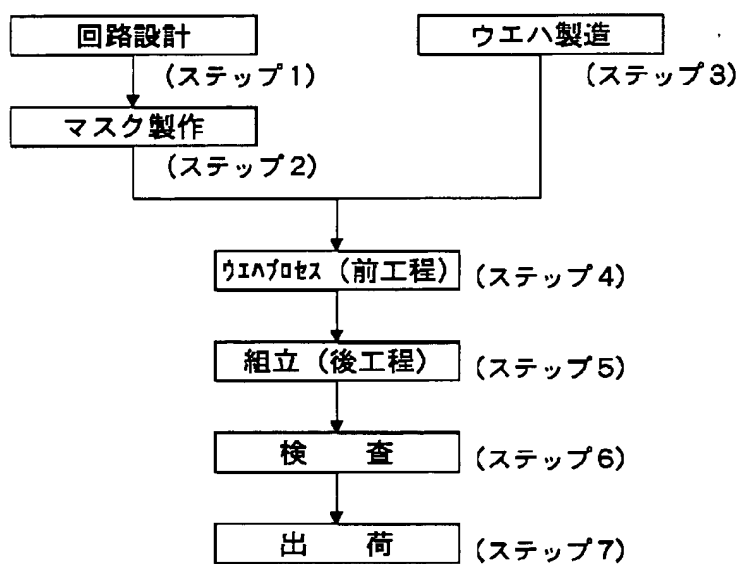 回路設計
ウエハ製造
(ステップ1)
(ステップ3)
マスク製作
(ステップ2)
ウエハプロセス (前工程)
(ステップ4)
組立 (後工程)
(ステップ5)
検 査
(ステップ6)
出 荷
(ステップ7)